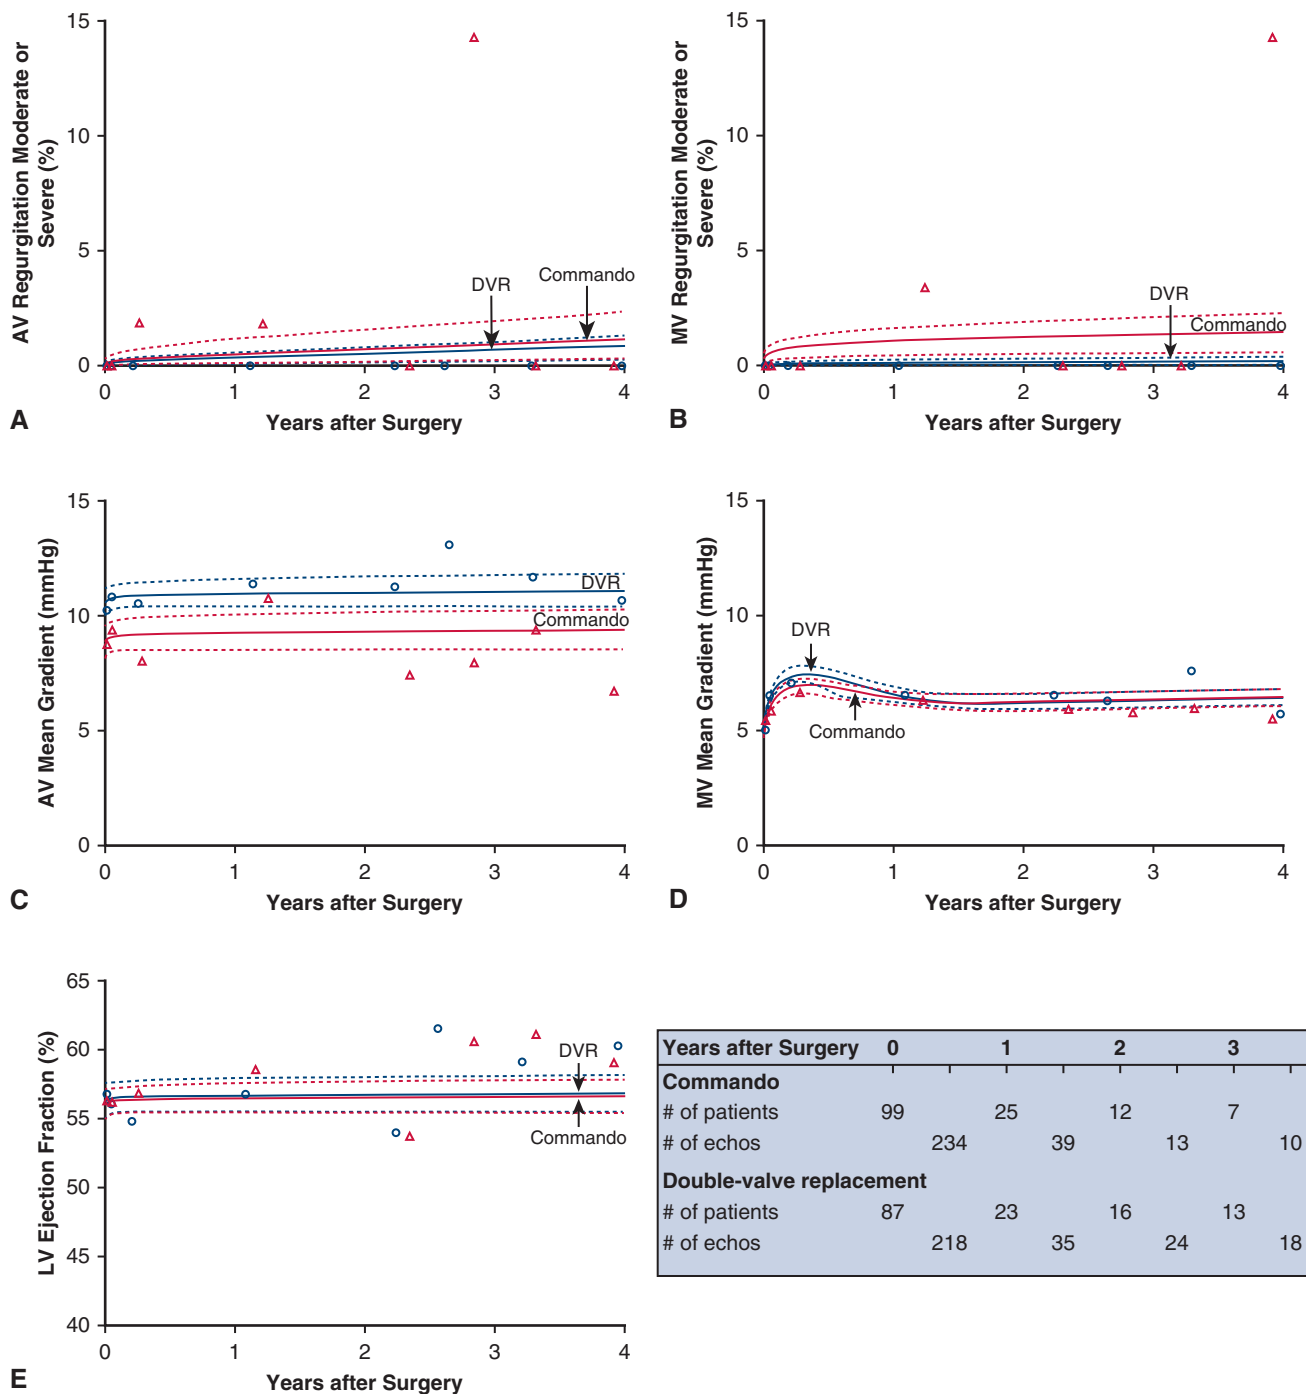 AV Regurgitation Moderate or
Severe (%)
15
10
5
0
DVR
Commando
0 1 2 3 4
Years after Surgery
A
MV Regurgitation Moderate or
Severe (%)
15
10
5
0
DVR
Commando
0 1 2 3 4
Years after Surgery
B
AV Mean Gradient (mmHg)
15
10
5
0
DVR
Commando
0 1 2 3 4
Years after Surgery
C
MV Mean Gradient (mmHg)
15
10
5
0
DVR
Commando
0 1 2 3 4
Years after Surgery
D
LV Ejection Fraction (%)
65
60
55
50
45
40
DVR
Commando
0 1 2 3 4
Years after Surgery
E
Years after Surgery 0 1 2 3
Commando
# of patients 99 25 12 7
# of echos 234 39 13 10
Double-valve replacement
# of patients 87 23 16 13
# of echos 218 35 24 18